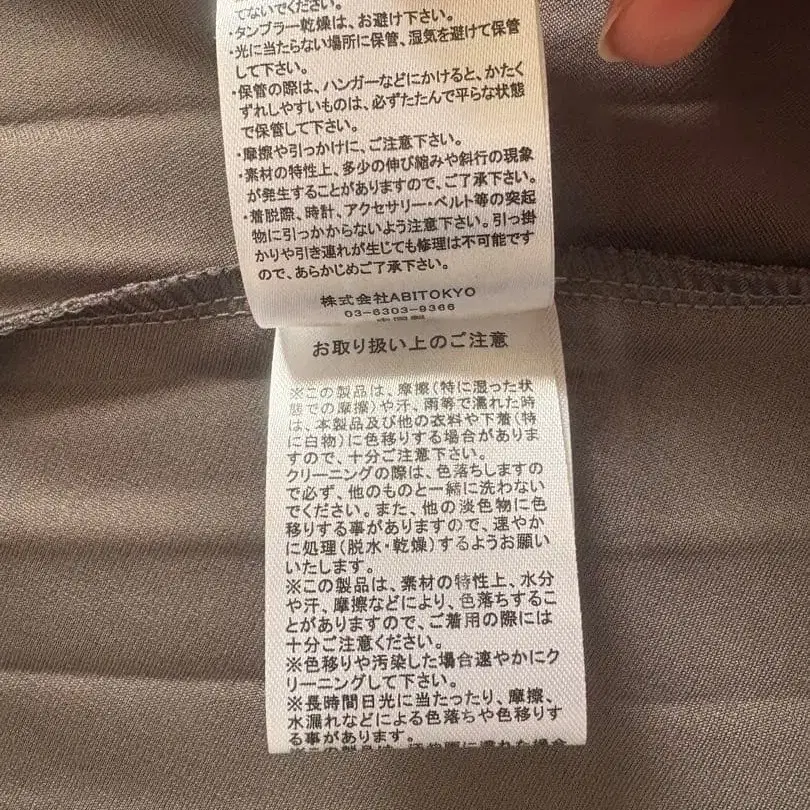 てないでください。
・タンブラー乾燥は、お避け下さい。
・光に当たらない場所に保管、湿気を避けて保管
して下さい。
・保管の際は、ハンガーなどにかけると、かたく
ずれしやすいものは、必ずたたんで平らな状態
で保管して下さい。
・摩擦や引っかけに、ご注意下さい。
・素材の特性上、多少の伸び縮みや斜行の現象
が発生することがありますので、ご了承下さい。
・着脱際、時計、アクセサリー・ベルト等の突起
物に引っかからないよう注意下さい。引っ掛
かりや引き連れが生じても修理は不可能です
ので、あらかじめご了承下さい。
株式会社ABITOKYO
03-6303-9366
お取り扱い上のご注意
※この製品は、摩擦(特に湿った状
態での摩擦)や汗、雨等で濡れた時
は、本製品及び他の衣料や下着(特
に白物)に色移りする場合がありま
すので、十分ご注意下さい。
クリーニングの際は、色落ちしますの
で必ず、他のものと一緒に洗わない
でください。また、他の淡色物に色
移りする事がありますので、速やか
に処理(脱水・乾燥)するようお願い
いたします。
※この製品は、素材の特性上、水分
や汗、摩擦などにより、色落ちするこ
とがありますので、ご着用の際には
十分ご注意ください。
※色移りや汚染した場合速やかにク
リーニングして下さい。
※長時間日光に当たったり、摩擦、
水漏れなどによる色落ちや色移りす
る事があります。